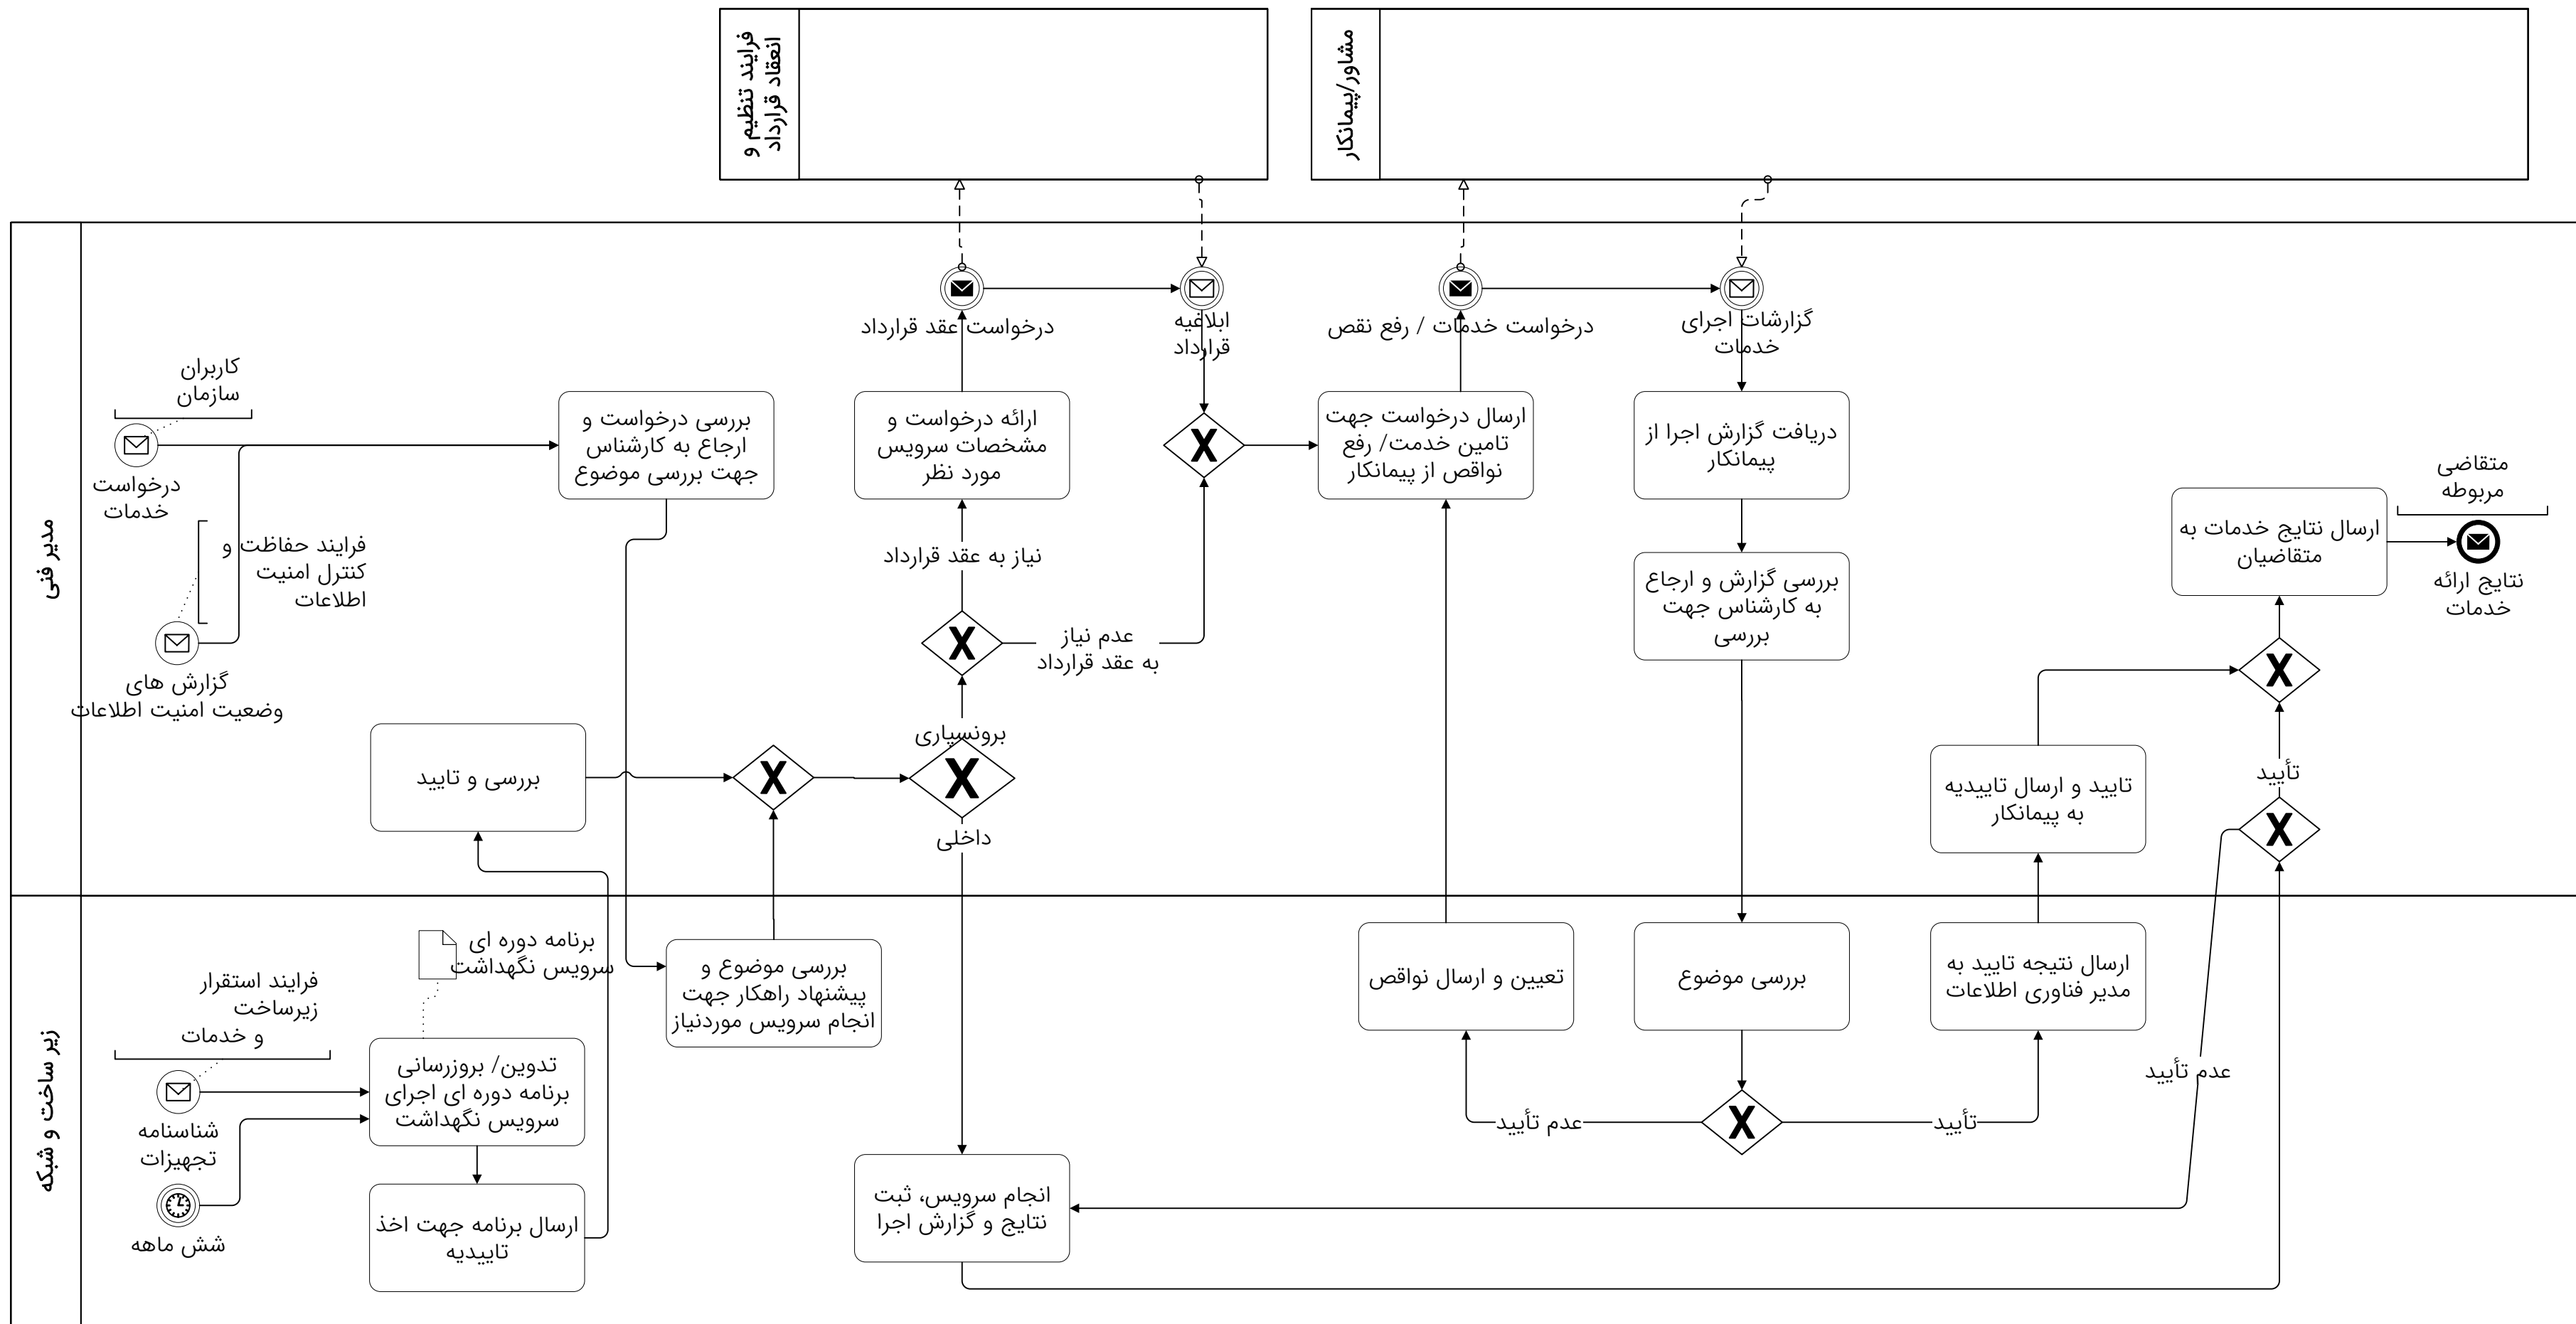 فرایند تنظیم و
انعقاد قرارداد
مشاور/پیمانکار
مدیر فنی
کاربران
سازمان
درخواست
خدمات
فرایند حفاظت و
کنترل امنیت
اطلاعات
گزارش های
وضعیت امنیت اطلاعات
بررسی درخواست و
ارجاع به کارشناس
جهت بررسی موضوع
بررسی و تایید
درخواست عقد قرارداد
ابلاغیه
قرارداد
ارائه درخواست و
مشخصات سرویس
مورد نظر
نیاز به عقد قرارداد
عدم نیاز
به عقد قرارداد
برونسپاری
داخلی
درخواست خدمات / رفع نقص
گزارشات اجرای
خدمات
ارسال درخواست جهت
تامین خدمت/ رفع
نواقص از پیمانکار
دریافت گزارش اجرا از
پیمانکار
بررسی گزارش و ارجاع
به کارشناس جهت
بررسی
تایید و ارسال تاییدیه
به پیمانکار
ارسال نتایج خدمات به
متقاضیان
متقاضی
مربوطه
نتایج ارائه
خدمات
تأیید
زیر ساخت و شبکه
فرایند استقرار
زیرساخت
و خدمات
شناسنامه
تجهیزات
شش ماهه
برنامه دوره ای
سرویس نگهداشت
تدوین/ بروزرسانی
برنامه دوره ای اجرای
سرویس نگهداشت
ارسال برنامه جهت اخذ
تاییدیه
بررسی موضوع و
پیشنهاد راهکار جهت
انجام سرویس موردنیاز
انجام سرویس، ثبت
نتایج و گزارش اجرا
تعیین و ارسال نواقص
بررسی موضوع
ارسال نتیجه تایید به
مدیر فناوری اطلاعات
عدم تأیید
تأیید
عدم تأیید